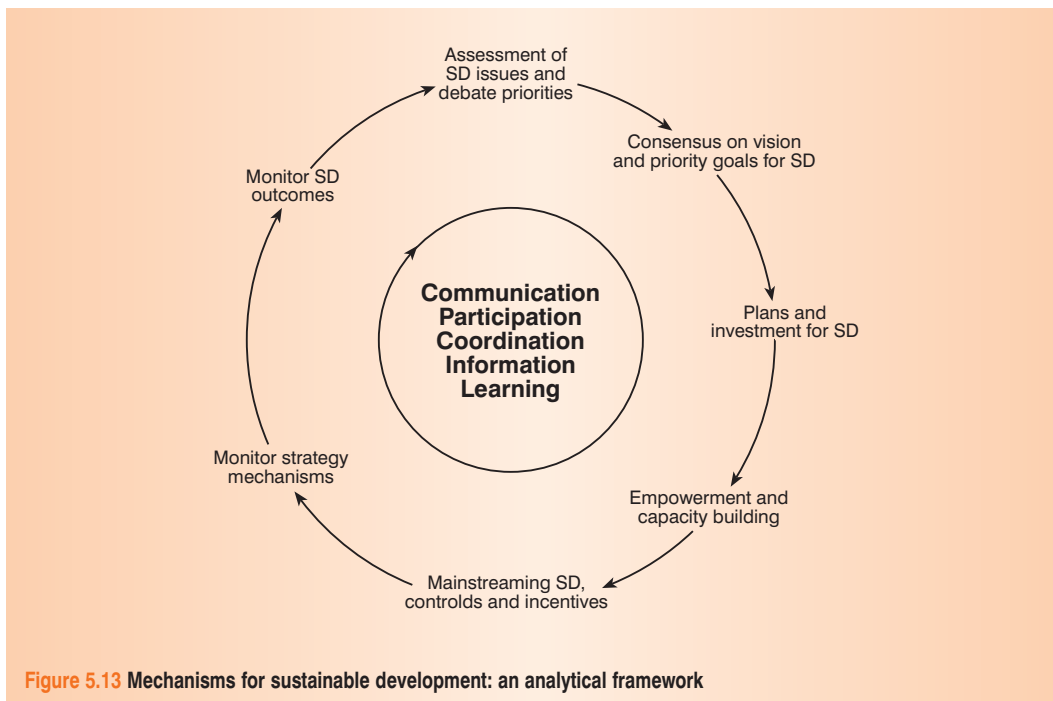 Assessment of
SD issues and
debate priorities
Consensus on vision
and priority goals for SD
Plans and
investment for SD
Empowerment and
capacity building
Mainstreaming SD,
controlds and incentives
Monitor strategy
mechanisms
Monitor SD
outcomes
Communication
Participation
Coordination
Information
Learning
Figure 5.13 Mechanisms for sustainable development: an analytical framework